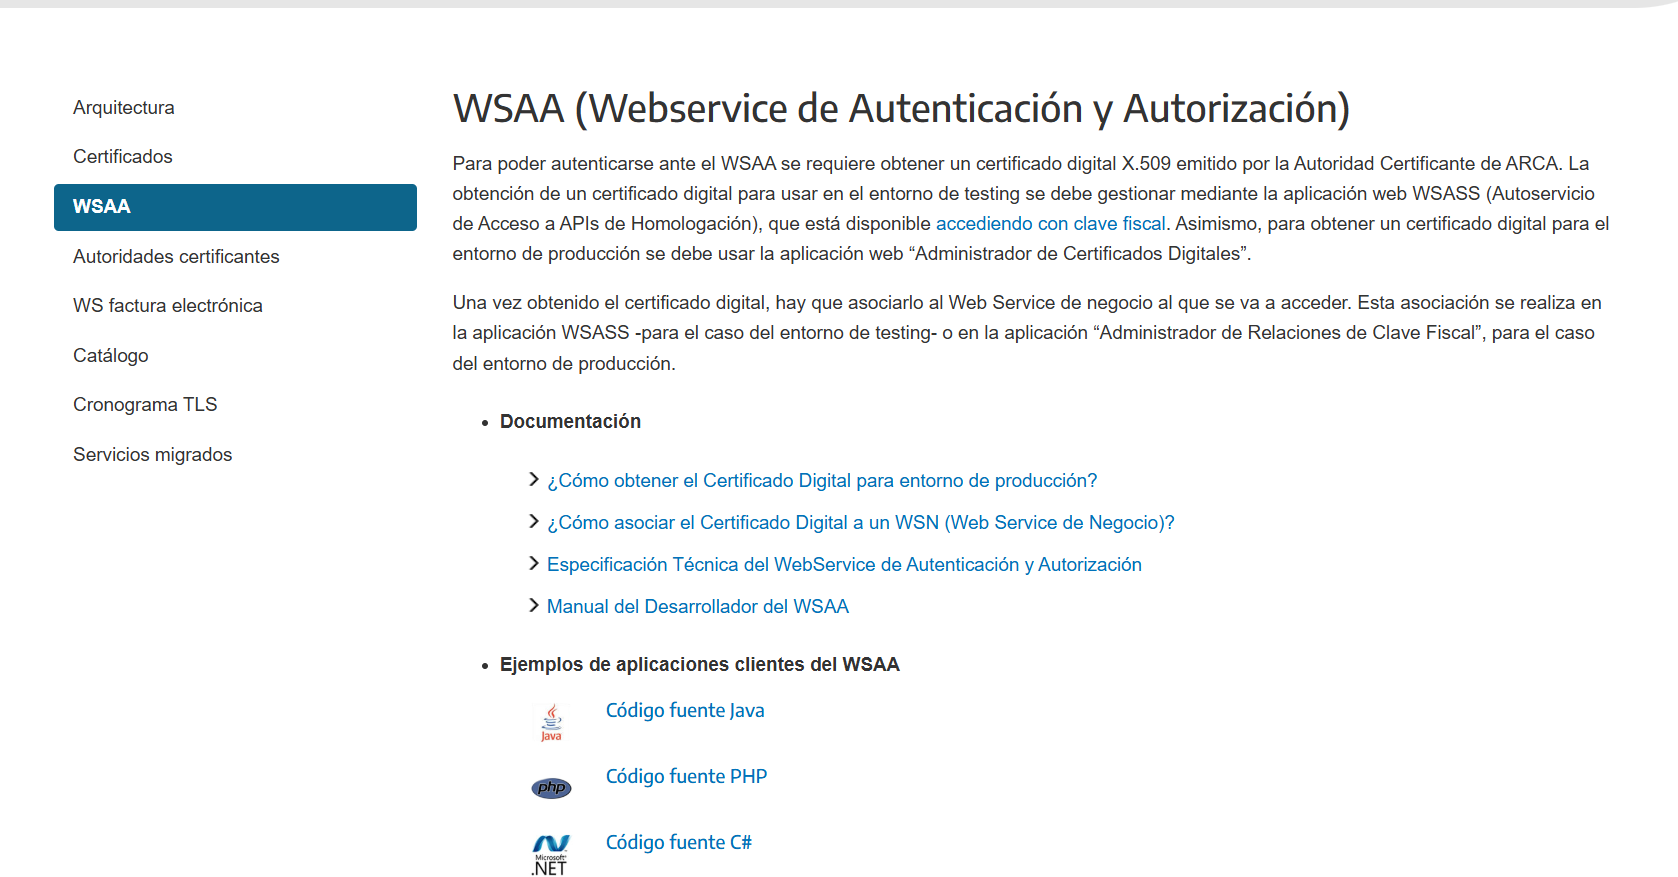 Arquitectura
Certificados
WSAA
Autoridades certificantes
WS factura electrónica
Catálogo
Cronograma TLS
Servicios migrados
WSAA (Webservice de Autenticación y Autorización)
Para poder autenticarse ante el WSAA se requiere obtener un certificado digital X.509 emitido por la Autoridad Certificante de ARCA. La
obtención de un certificado digital para usar en el entorno de testing se debe gestionar mediante la aplicación web WSASS (Autoservicio
de Acceso a APIs de Homologación), que está disponible accediendo con clave fiscal. Asimismo, para obtener un certificado digital para el
entorno de producción se debe usar la aplicación web “Administrador de Certificados Digitales”.
Una vez obtenido el certificado digital, hay que asociarlo al Web Service de negocio al que se va a acceder. Esta asociación se realiza en
la aplicación WSASS -para el caso del entorno de testing- o en la aplicación “Administrador de Relaciones de Clave Fiscal”, para el caso
del entorno de producción.
• Documentación
¿Cómo obtener el Certificado Digital para entorno de producción?
¿Cómo asociar el Certificado Digital a un WSN (Web Service de Negocio)?
Especificación Técnica del WebService de Autenticación y Autorización
Manual del Desarrollador del WSAA
• Ejemplos de aplicaciones clientes del WSAA
Java
Código fuente Java
php
Código fuente PHP
Microsoft
.NET
Código fuente C#